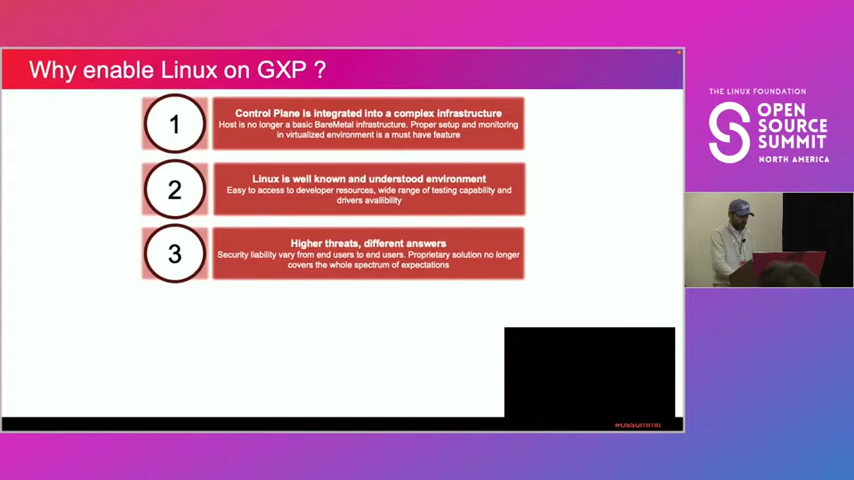 Why enable Linux on GXP ?
1
Control Plane is integrated into a complex infrastructure
Host is no longer a basic BareMetal infrastructure. Proper setup and monitoring
in virtualized environment is a must have feature
2
Linux is well known and understood environment
Easy to access to developer resources, wide range of testing capability and
drivers availibility
3
Higher threats, different answers
Security liability vary from end users to end users. Proprietary solution no longer
covers the whole spectrum of expectations
#OSSummit
THE LINUX FOUNDATION
OPEN
SOURCE
SUMMIT
NORTH AMERICA